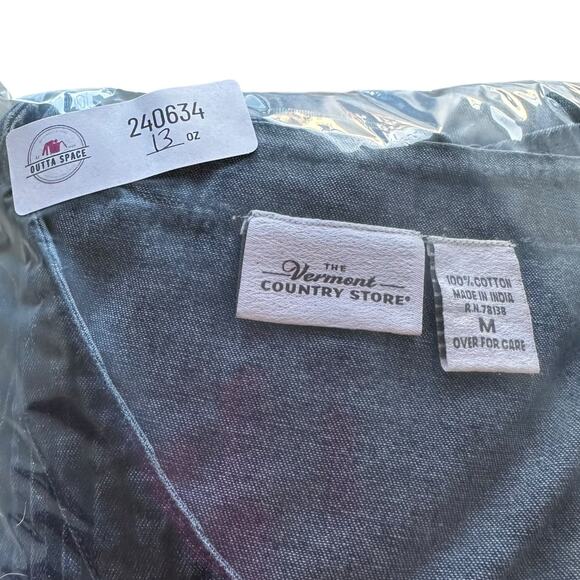 240634
13 oz
OUTTA SPACE
THE
Vermont
COUNTRY STORE®
100% COTTON
MADE IN INDIA
R.N. 78138
M
OVER FOR CARE